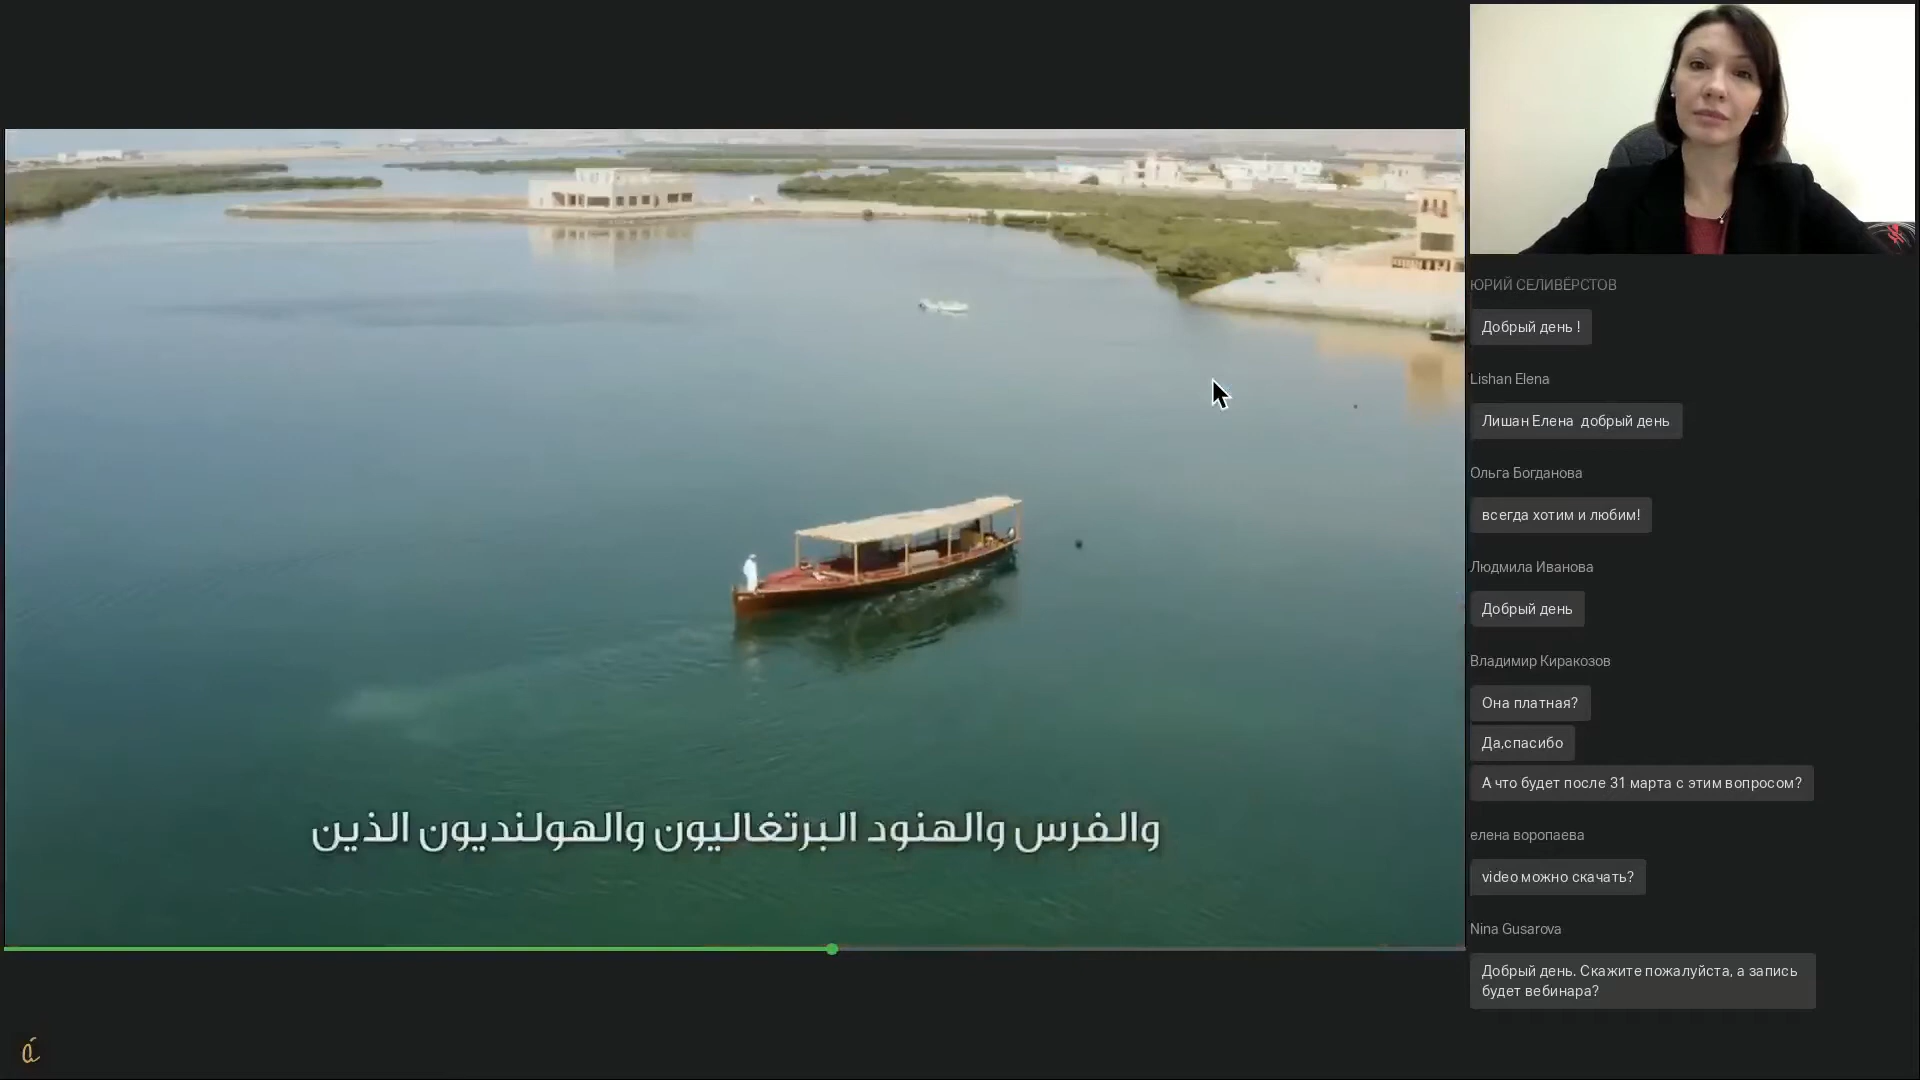 والفرس والهنود البرتغاليون والهولنديون الذين
ЮРИЙ СЕЛИВЁРСТОВ
Добрый день !
Lishan Elena
Лишан Елена добрый день
Ольга Богданова
всегда хотим и любим!
Людмила Иванова
Добрый день
Владимир Киракозов
Она платная?
Да,спасибо
А что будет после 31 марта с этим вопросом?
елена воропаева
video можно скачать?
Nina Gusarova
Добрый день. Скажите пожалуйста, а запись
будет вебинара?
á